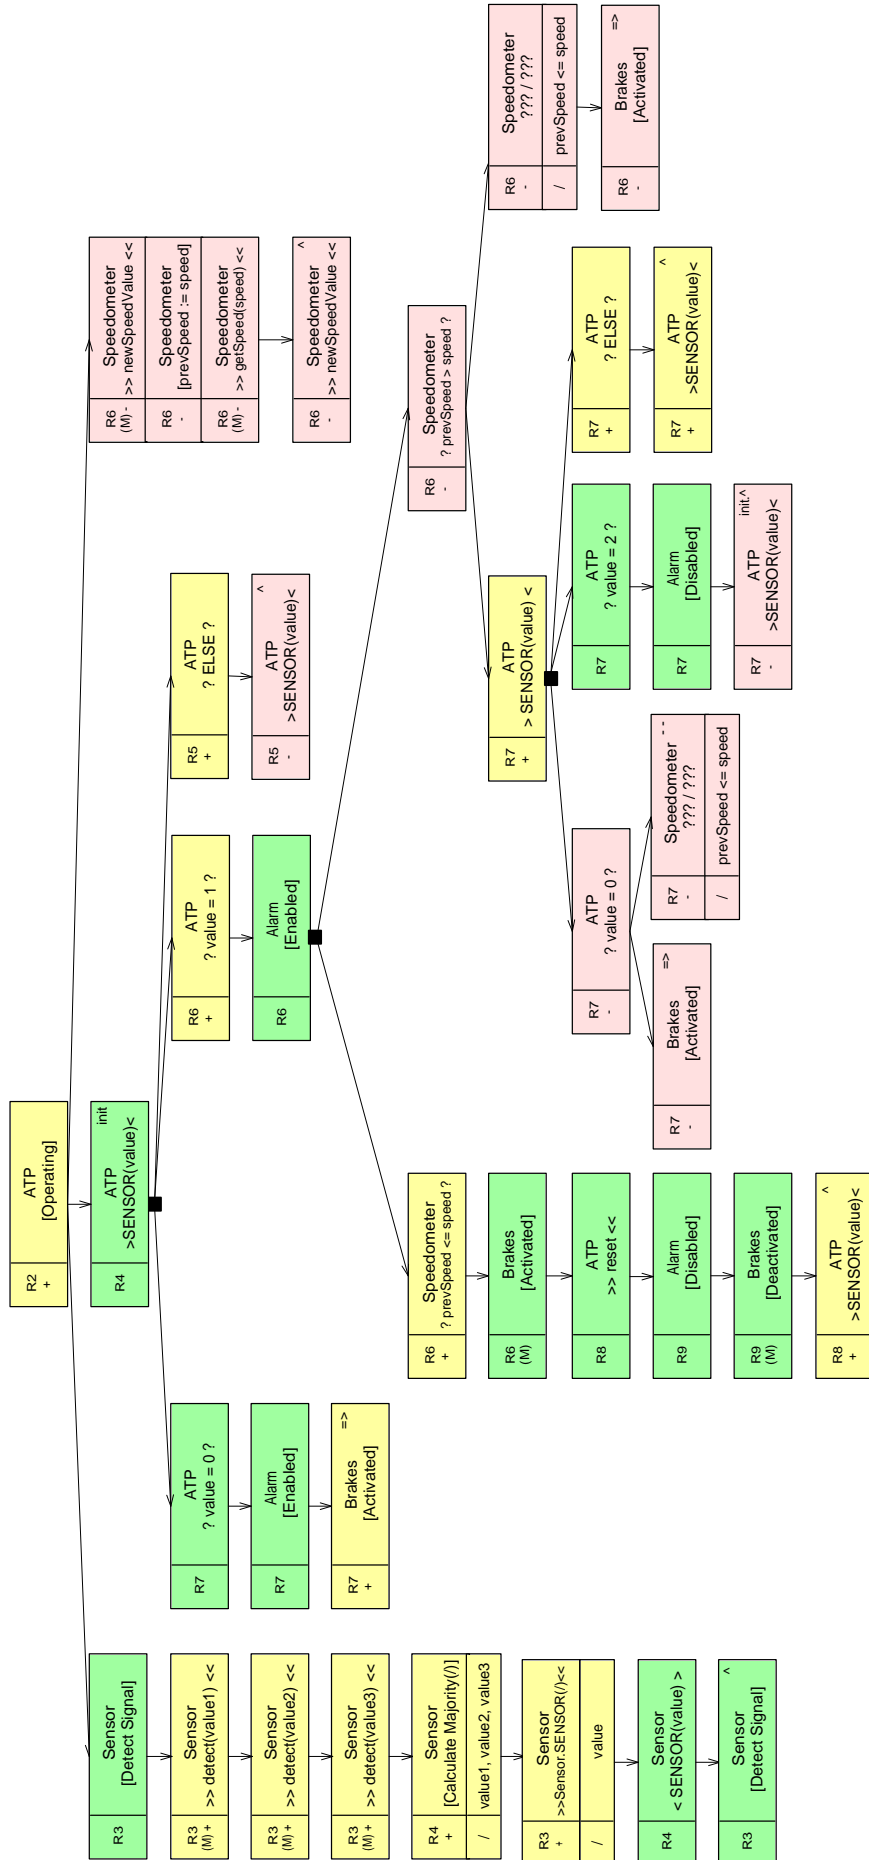 R2
+
ATP
[Operating]
R3
Sensor
[Detect Signal]
R3
(M) +
Sensor
>> detect(value1) <<
R3
(M) +
Sensor
>> detect(value2) <<
R3
(M) +
Sensor
>> detect(value3) <<
R4
+
Sensor
[Calculate Majority(/)]
/
value1, value2, value3
R3
+
Sensor
>>Sensor.SENSOR(/)<<
/
value
R4
Sensor
< SENSOR(value) >
R3
Sensor
[Detect Signal]
^
R4
ATP
>SENSOR(value)<
init
R7
ATP
? value = 0 ?
R7
Alarm
[Enabled]
R7
+
Brakes
[Activated]
=>
R6
+
ATP
? value = 1 ?
R6
Alarm
[Enabled]
R6
+
Speedometer
? prevSpeed <= speed ?
R6
(M)
Brakes
[Activated]
R8
ATP
>> reset <<
R9
Alarm
[Disabled]
R9
(M)
Brakes
[Deactivated]
R8
+
ATP
>SENSOR(value)<
^
R6
-
Speedometer
? prevSpeed > speed ?
R7
+
ATP
> SENSOR(value) <
R7
-
ATP
? value = 0 ?
R7
-
Brakes
[Activated]
=>
R7
-
Speedometer
??? / ???
--
/
prevSpeed <= speed
R7
ATP
? value = 2 ?
R7
Alarm
[Disabled]
R7
-
ATP
>SENSOR(value)<
init.^
R7
+
ATP
? ELSE ?
R7
+
ATP
>SENSOR(value)<
^
R6
-
Speedometer
??? / ???
/
prevSpeed <= speed
R6
-
Brakes
[Activated]
=>
R5
+
ATP
? ELSE ?
R5
-
ATP
>SENSOR(value)<
^
R6
(M) -
Speedometer
>> newSpeedValue <<
R6
-
Speedometer
[prevSpeed := speed]
R6
(M) -
Speedometer
>> getSpeed(speed) <<
R6
-
Speedometer
>> newSpeedValue <<
^